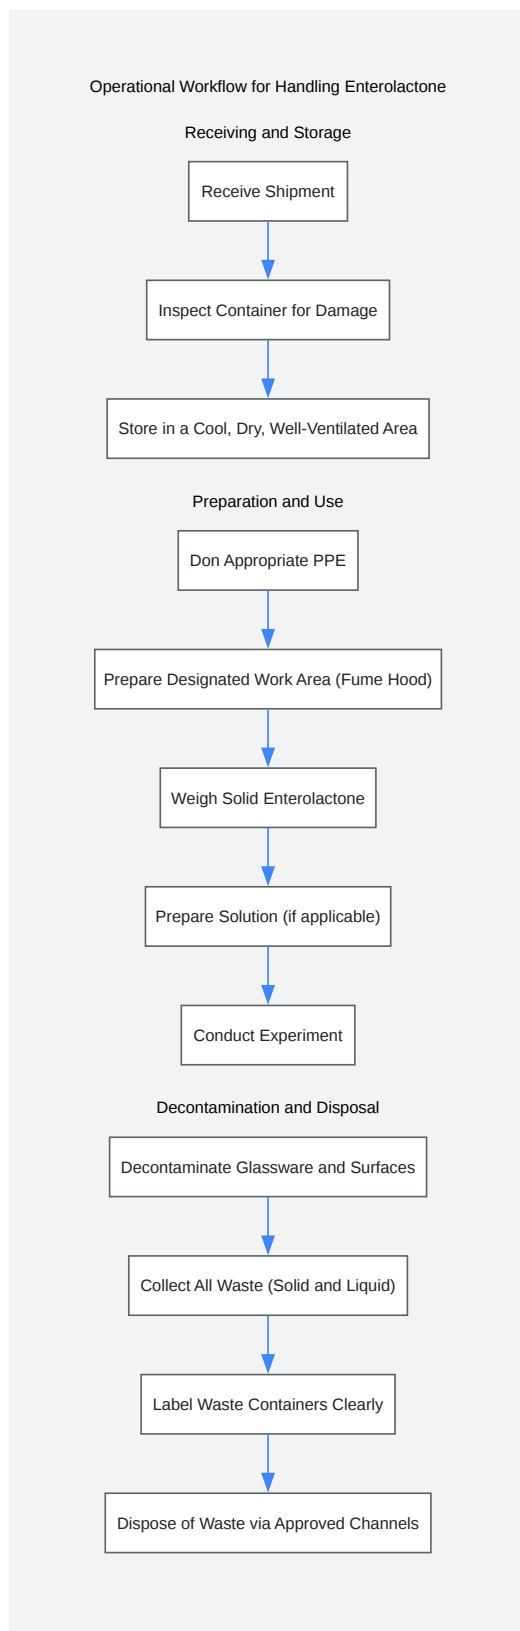 Operational Workflow for Handling Enterolactone
Receiving and Storage
Receive Shipment
Inspect Container for Damage
Store in a Cool, Dry, Well-Ventilated Area
Preparation and Use
Don Appropriate PPE
Prepare Designated Work Area (Fume Hood)
Weigh Solid Enterolactone
Prepare Solution (if applicable)
Conduct Experiment
Decontamination and Disposal
Decontaminate Glassware and Surfaces
Collect All Waste (Solid and Liquid)
Label Waste Containers Clearly
Dispose of Waste via Approved Channels